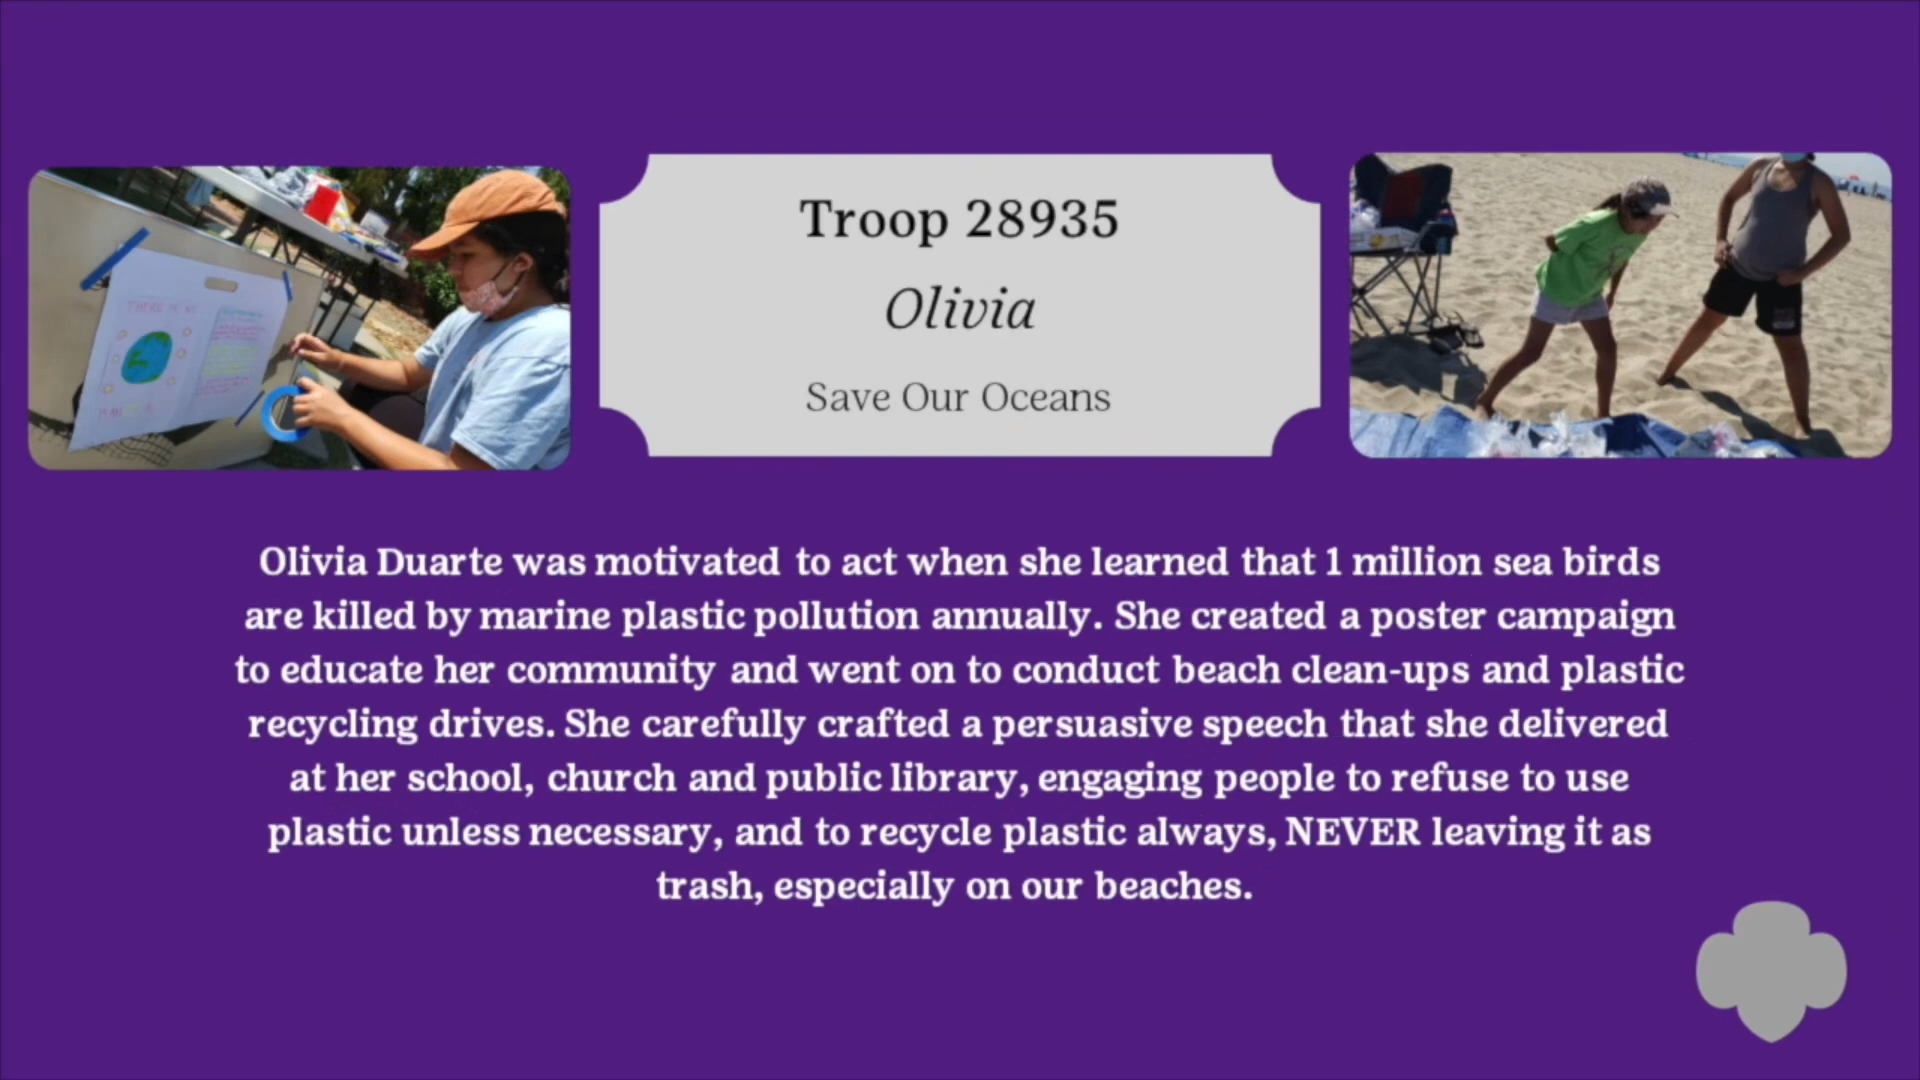 Troop 28935
Olivia
Save Our Oceans
THERE IS NO
Olivia Duarte was motivated to act when she learned that 1 million sea birds
are killed by marine plastic pollution annually. She created a poster campaign
to educate her community and went on to conduct beach clean-ups and plastic
recycling drives. She carefully crafted a persuasive speech that she delivered
at her school, church and public library, engaging people to refuse to use
plastic unless necessary, and to recycle plastic always, NEVER leaving it as
trash, especially on our beaches.